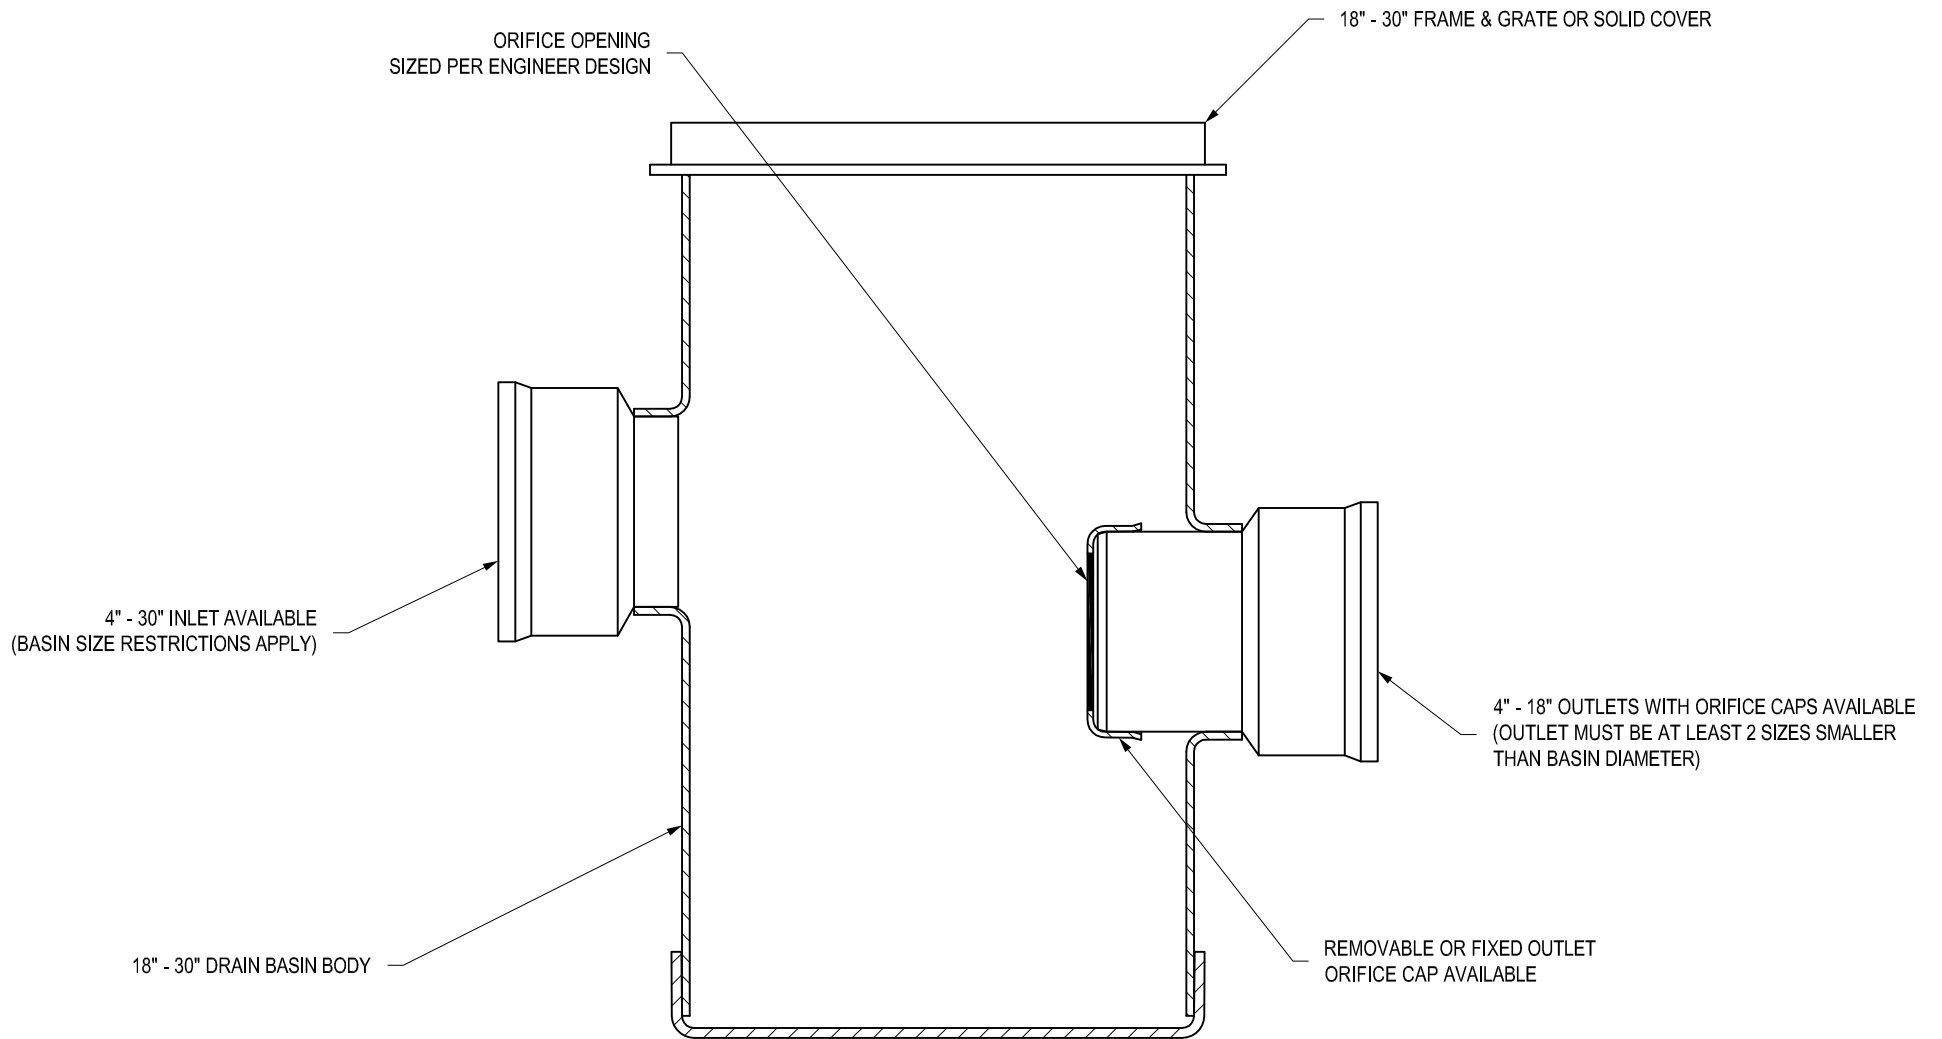 18" - 30" FRAME & GRATE OR SOLID COVER
ORIFICE OPENING
SIZED PER ENGINEER DESIGN
4" - 30" INLET AVAILABLE
(BASIN SIZE RESTRICTIONS APPLY)
4" - 18" OUTLETS WITH ORIFICE CAPS AVAILABLE
(OUTLET MUST BE AT LEAST 2 SIZES SMALLER
THAN BASIN DIAMETER)
18" - 30" DRAIN BASIN BODY
REMOVABLE OR FIXED OUTLET
ORIFICE CAP AVAILABLE